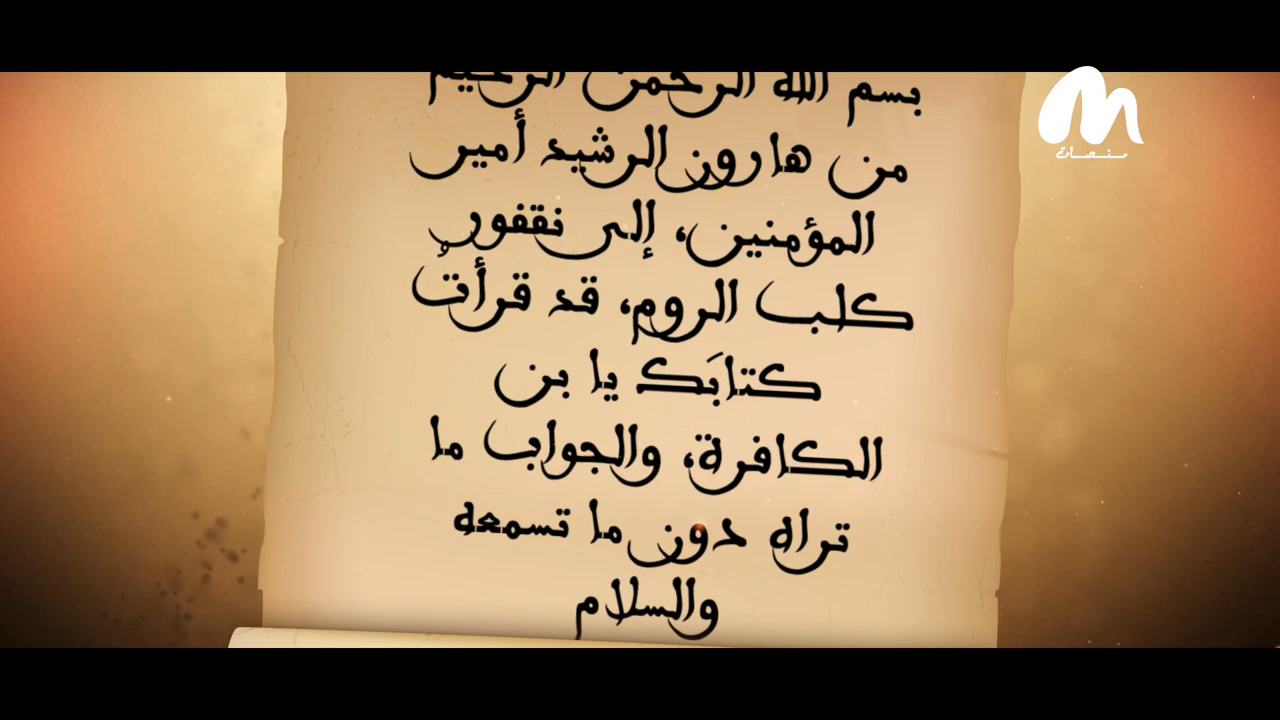 بسم الله الرحمن الرحيم
من هارون الرشيد أمير
المؤمنين، إلى نقفورٍ
كلب الروم، قد قرأتُ
كتابَك يا بن
الكافرة، والجواب ما
تراه دون ما تسمعه
والسلام
منصات